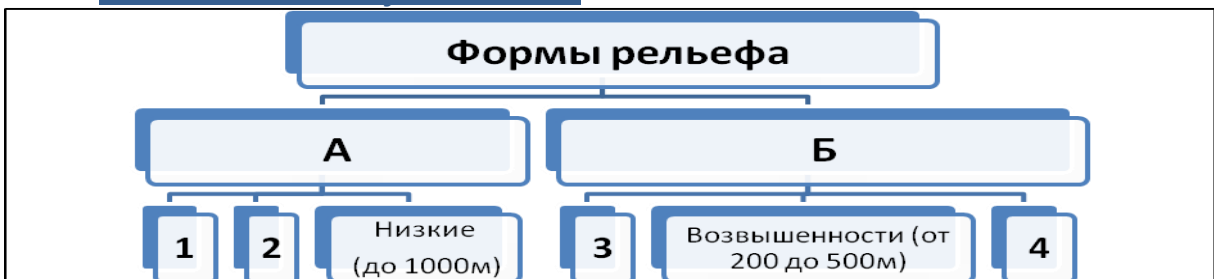 Формы рельефа
А
Б
1
2
Низкие
(до 1000м)
3
Возвышенности (от
200 до 500м)
4